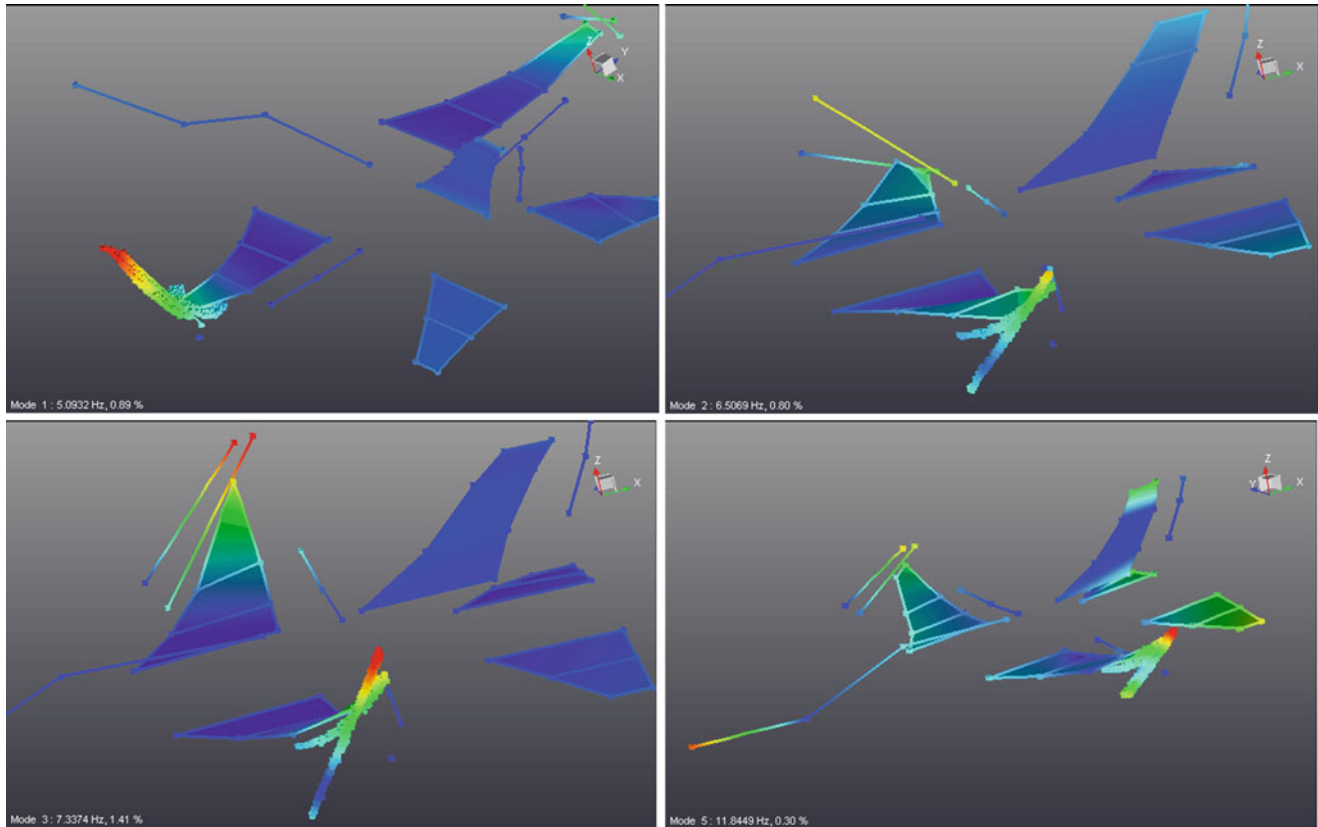 Z
Y
X
Mode 1 : 5.0932 Hz, 0.89 %
Z
X
Mode 2 : 6.5069 Hz, 0.80 %
Z
X
Mode 3 : 7.3374 Hz, 1.41 %
Z
Y
X
Mode 5 : 11.8449 Hz, 0.30 %